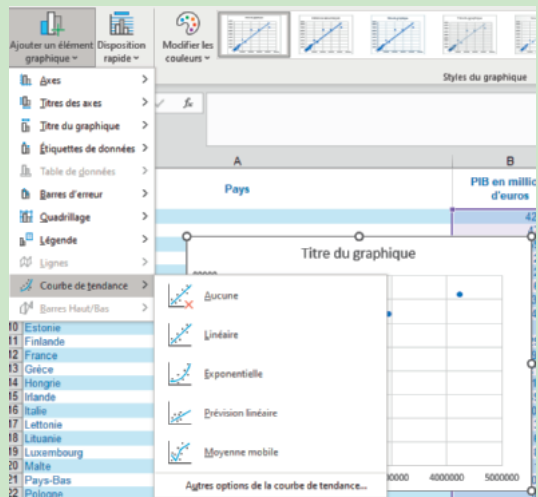 Ajouter un élément graphique
Disposition rapide
Modifier les couleurs
Styles du graphique
Axes
Titres des axes
Titre du graphique
Étiquettes de données
Table de données
Barres d'erreur
Quadrillage
Légende
Lignes
Courbe de tendance
Barres Haut/Bas
fx
A
B
Pays
PIB en millio
d'euros
42
Titre du graphique
Aucune
Linéaire
Exponentielle
Prévision linéaire
Moyenne mobile
Autres options de la courbe de tendance...
4000000
5000000
10 Estonie
11 Finlande
12 France
13 Grèce
14 Hongrie
15 Irlande
16 Italie
17 Lettonie
18 Lituanie
19 Luxembourg
20 Malte
21 Pays-Bas
22 Pologne